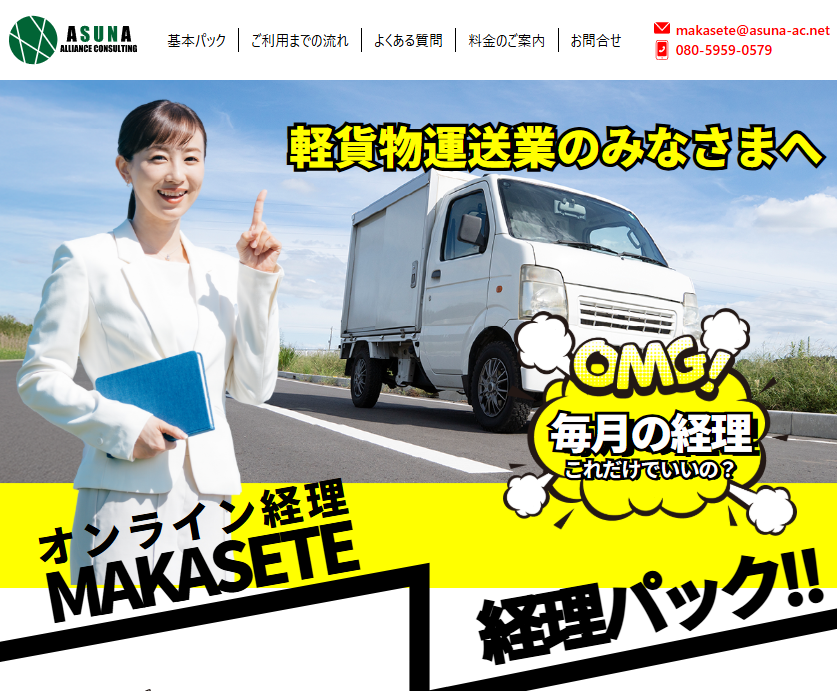 ASUNA
ALLIANCE CONSULTING
基本パック
ご利用までの流れ
よくある質問
料金のご案内
お問合せ
makasete@asuna-ac.net
080-5959-0579
軽貨物運送業のみなさまへ
OMG!
毎月の経理
これだけでいいの？
オンライン経理
MAKASETE
経理パック!!